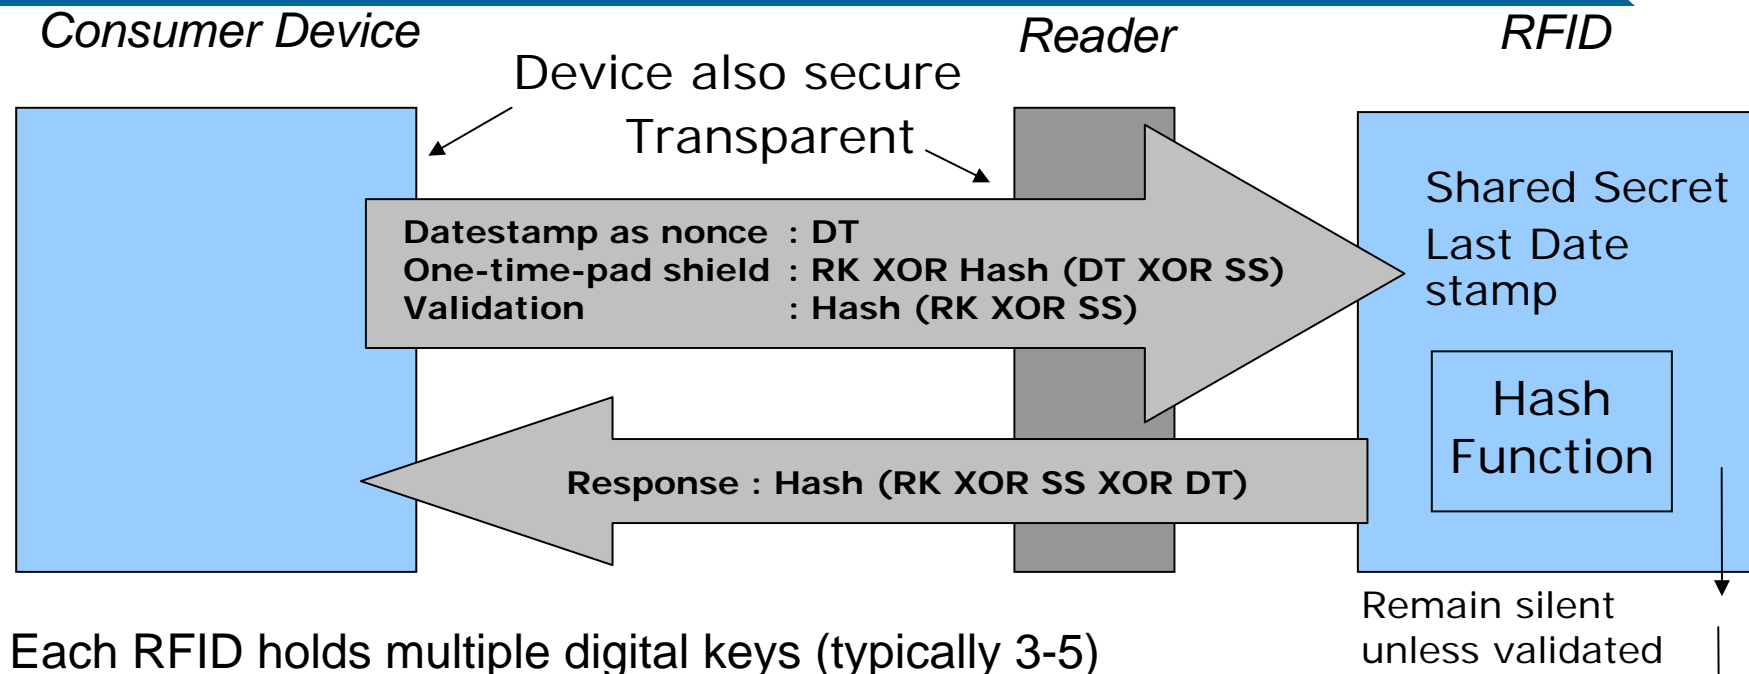 Consumer Device
Reader
RFID
Device also secure
Transparent
Datestamp as nonce : DT
One-time-pad shield : RK XOR Hash (DT XOR SS)
Validation : Hash (RK XOR SS)
Shared Secret
Last Date
stamp
Hash
Function
Response : Hash (RK XOR SS XOR DT)
Remain silent
unless validated
Each RFID holds multiple digital keys (typically 3-5)